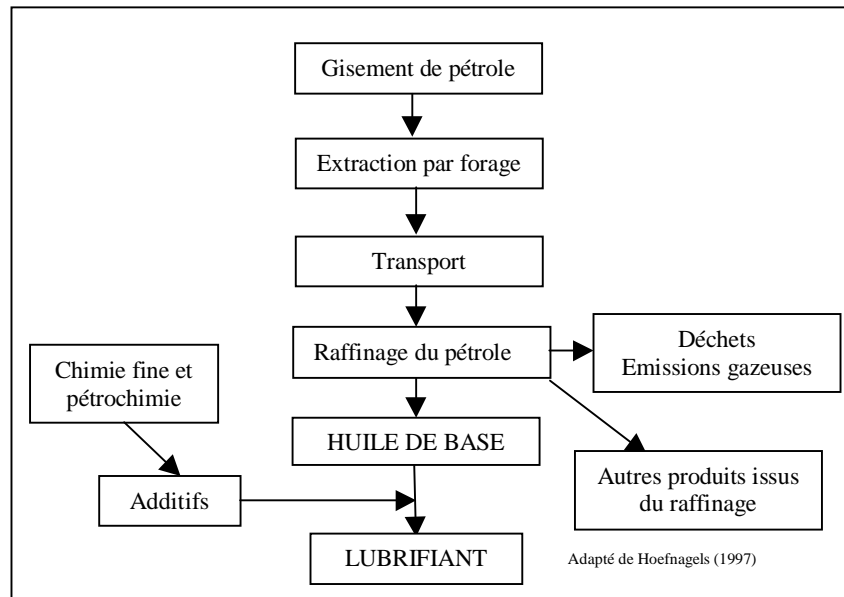 Gisement de pétrole
Extraction par forage
Transport
Raffinage du pétrole
Déchets
Emissions gazeuses
Chimie fine et
pétrochimie
HUILE DE BASE
Autres produits issus
du raffinage
Additifs
LUBRIFIANT
Adapté de Hoefnagels (1997)